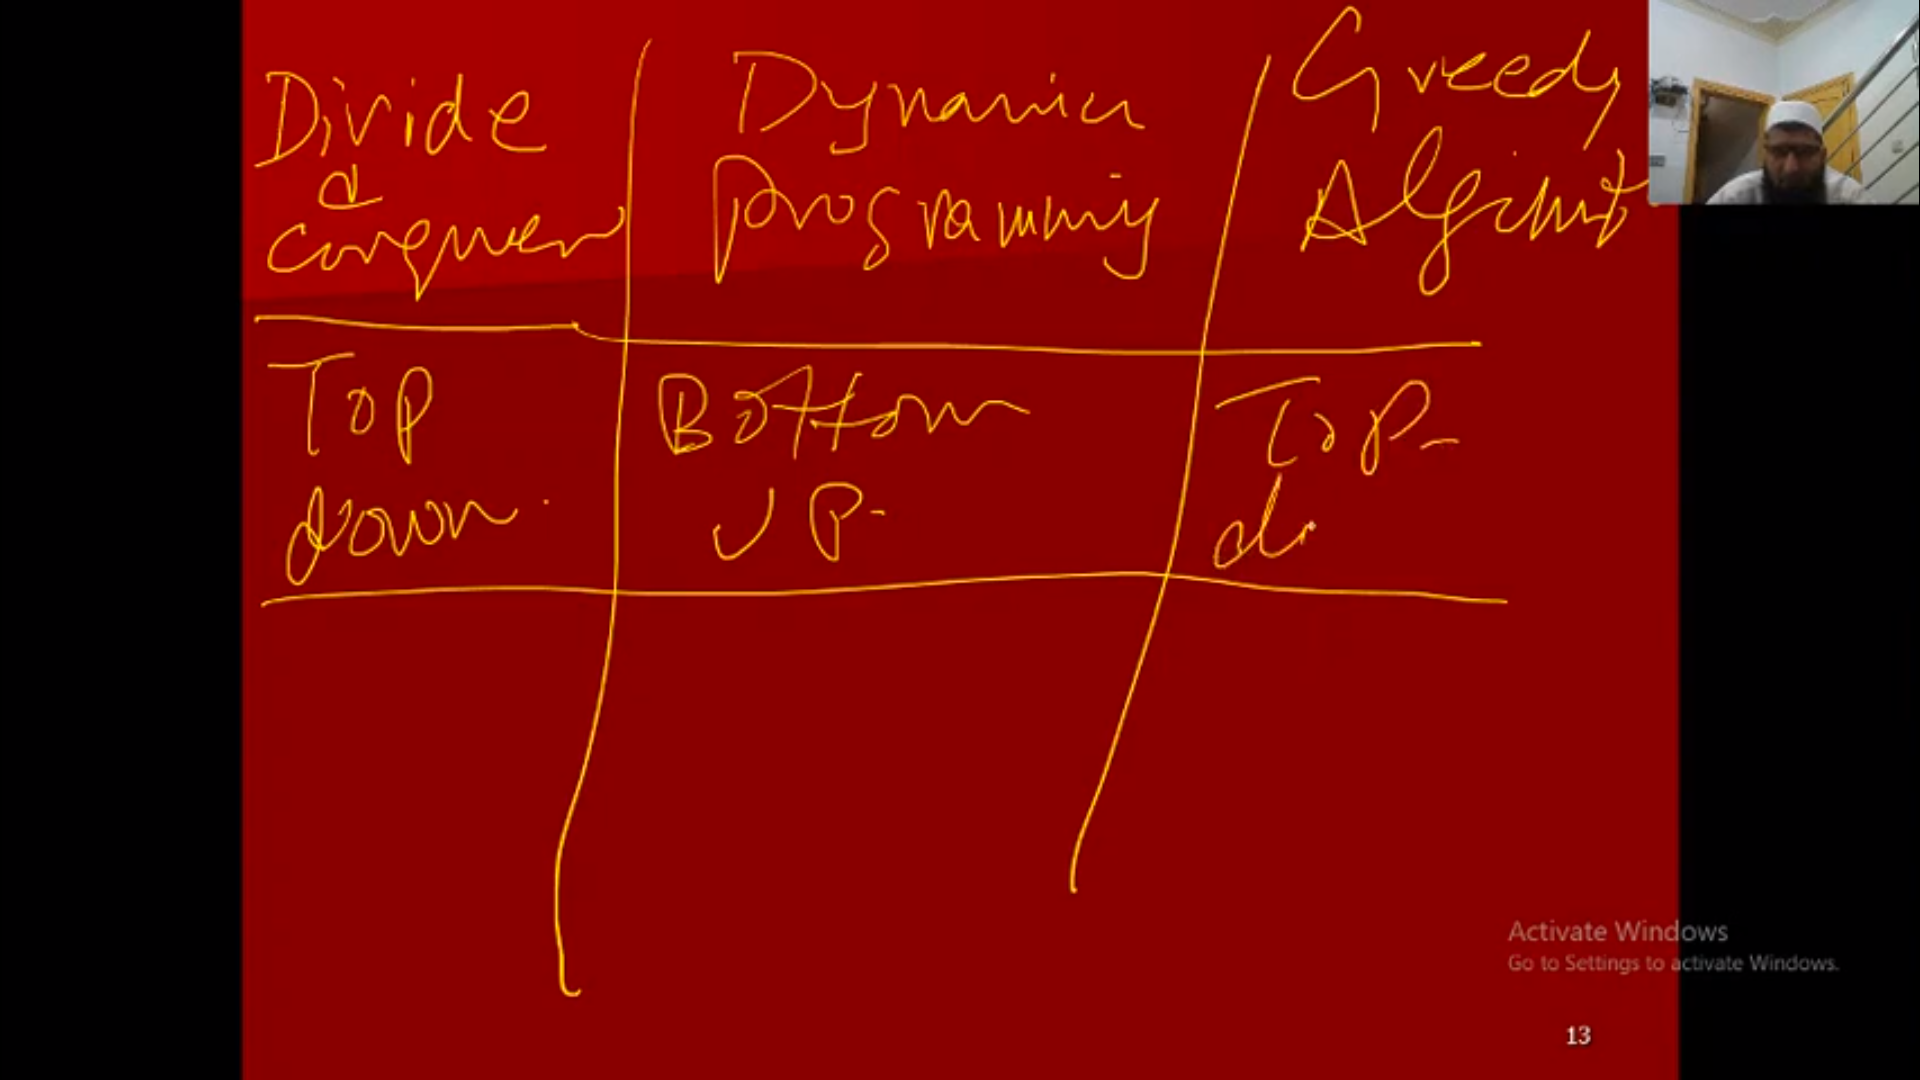 Divide
&
conquer
Dynamic
Programming
Greedy
Algorithm
Top
down.
Bottom
UP-
Top-
do
Activate Windows
Go to Settings to activate Windows.
13